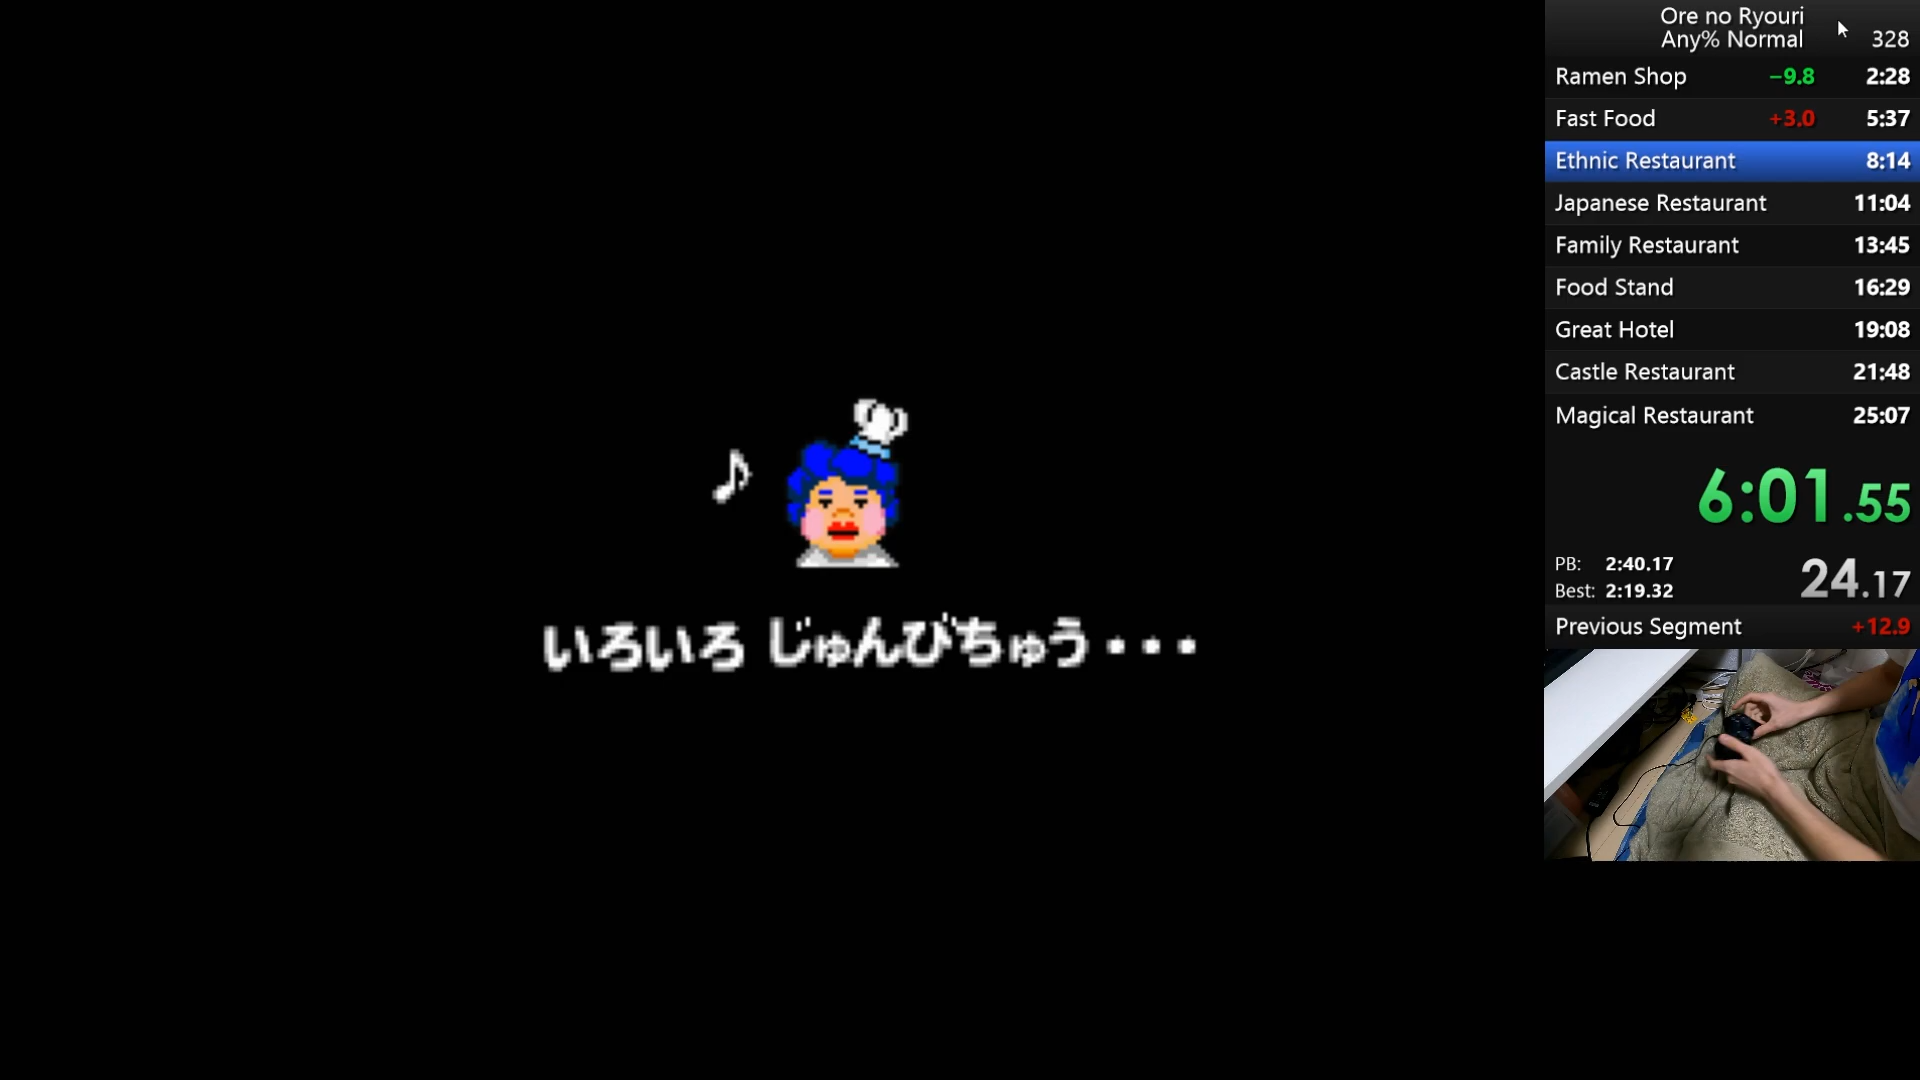 Ore no Ryouri
Any% Normal 328
Ramen Shop −9.8 2:28
Fast Food +3.0 5:37
Ethnic Restaurant 8:14
Japanese Restaurant 11:04
Family Restaurant 13:45
Food Stand 16:29
Great Hotel 19:08
Castle Restaurant 21:48
Magical Restaurant 25:07
6:01.55
PB: 2:40.17
Best: 2:19.32
24.17
Previous Segment +12.9
いろいろ じゅんびちゅう・・・